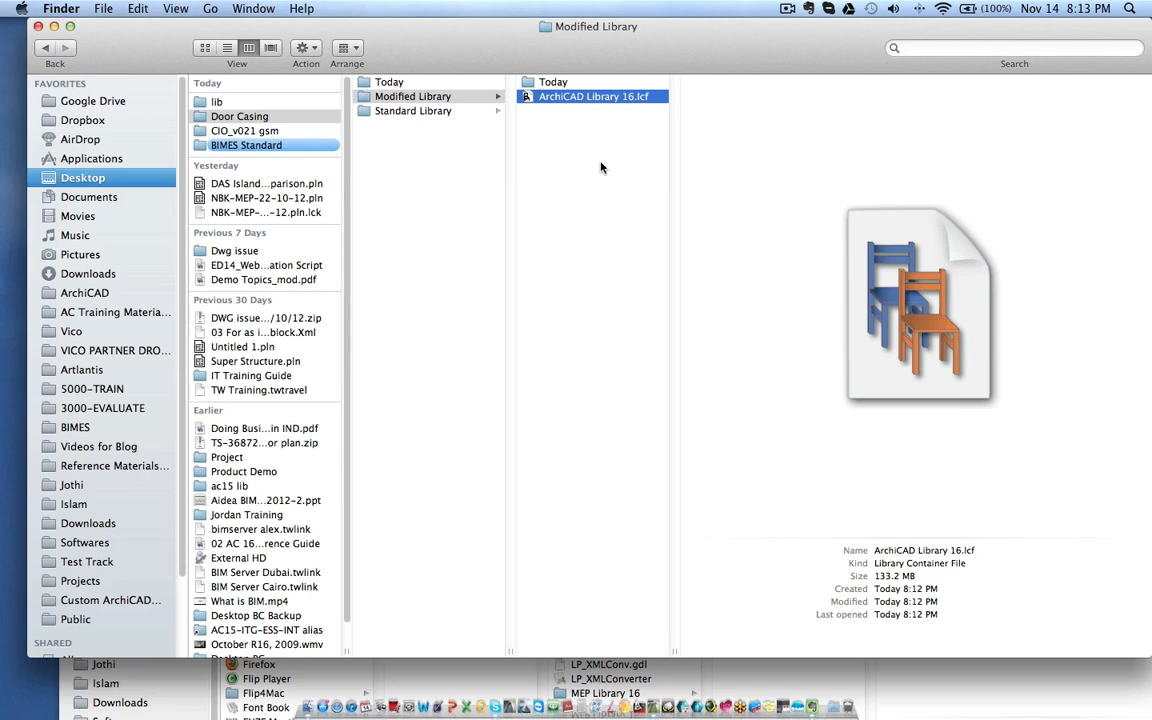 Finder File Edit View Go Window Help (100%) Nov 14 8:13 PM
Modified Library
Back View Action Arrange Search
FAVORITES
Google Drive
Dropbox
AirDrop
Applications
Desktop
Documents
Movies
Music
Pictures
Downloads
ArchiCAD
AC Training Materia...
Vico
VICO PARTNER DRO...
Artlantis
5000-TRAIN
3000-EVALUATE
BIMES
Videos for Blog
Reference Materials...
Jothi
Islam
Downloads
Softwares
Test Track
Projects
Custom ArchiCAD...
Public
SHARED
Today
lib
Door Casing
CIO_v021 gsm
BIMES Standard
Yesterday
DAS Island...parison.pln
NBK-MEP-22-10-12.pln
NBK-MEP-...-12.pln.lck
Previous 7 Days
Dwg issue
ED14_Web...ation Script
Demo Topics_mod.pdf
Previous 30 Days
DWG issue.../10/12.zip
03 For as i...block.Xml
Untitled 1.pln
Super Structure.pln
IT Training Guide
TW Training.twtravel
Earlier
Doing Busi...in IND.pdf
TS-36872...or plan.zip
Project
Product Demo
ac15 lib
Aidea BIM...2012-2.ppt
Jordan Training
bimserver alex.twlink
02 AC 16...rence Guide
External HD
BIM Server Dubai.twlink
BIM Server Cairo.twlink
What is BIM.mp4
Desktop BC Backup
AC15-ITG-ESS-INT alias
October R16, 2009.wmv
Today
Modified Library
Standard Library
Today
ArchiCAD Library 16.lcf
Name ArchiCAD Library 16.lcf
Kind Library Container File
Size 133.2 MB
Created Today 8:12 PM
Modified Today 8:12 PM
Last opened Today 8:12 PM
Jothi
Islam
Downloads
Firefox
Flip Player
Flip4Mac
Font Book
LP_XMLConv.gdl
LP_XMLConverter
MEP Library 16